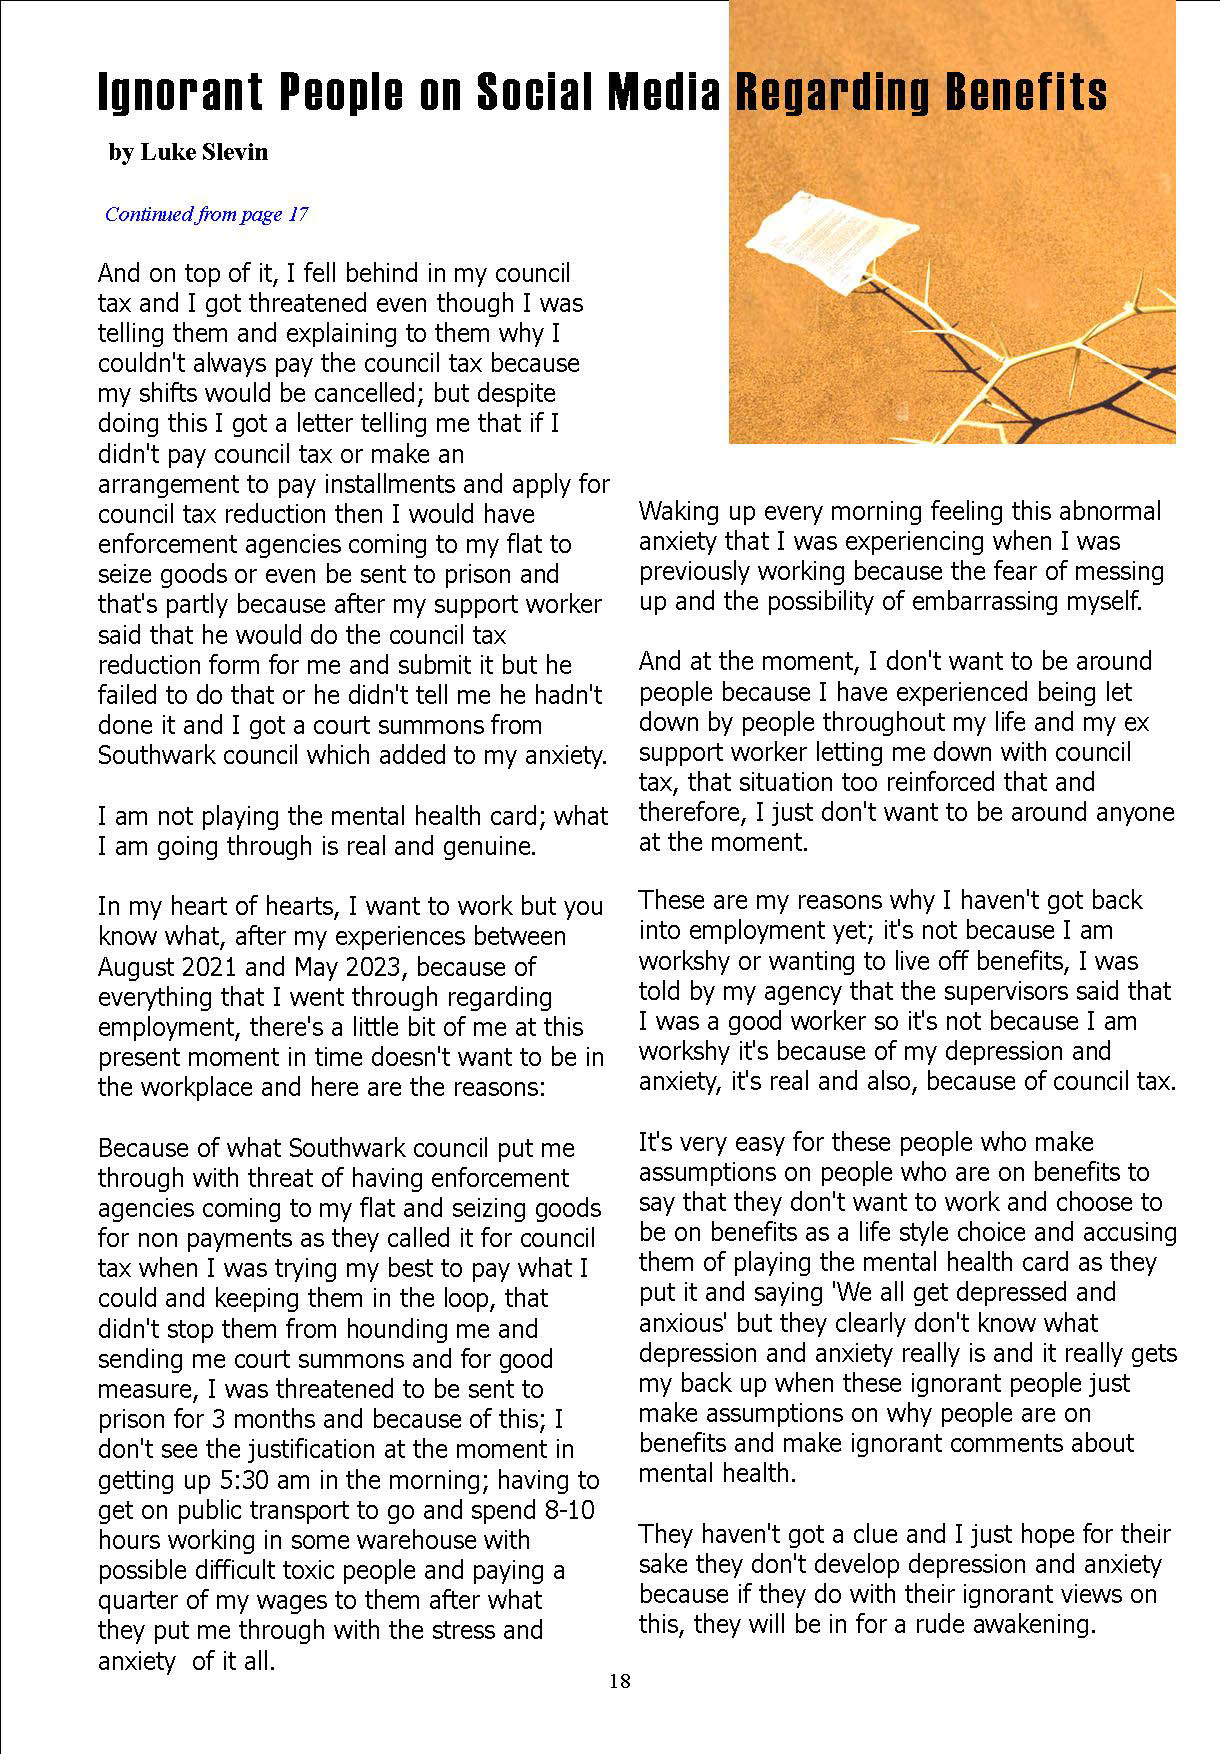 Ignorant People on Social Media Regarding Benefits
by Luke Slevin
Continued from page 17
And on top of it, I fell behind in my council
tax and I got threatened even though I was
telling them and explaining to them why I
couldn't always pay the council tax because
my shifts would be cancelled; but despite
doing this I got a letter telling me that if I
didn't pay council tax or make an
arrangement to pay installments and apply for
council tax reduction then I would have
enforcement agencies coming to my flat to
seize goods or even be sent to prison and
that's partly because after my support worker
said that he would do the council tax
reduction form for me and submit it but he
failed to do that or he didn't tell me he hadn't
done it and I got a court summons from
Southwark council which added to my anxiety.
I am not playing the mental health card; what
I am going through is real and genuine.
In my heart of hearts, I want to work but you
know what, after my experiences between
August 2021 and May 2023, because of
everything that I went through regarding
employment, there's a little bit of me at this
present moment in time doesn't want to be in
the workplace and here are the reasons:
Because of what Southwark council put me
through with threat of having enforcement
agencies coming to my flat and seizing goods
for non payments as they called it for council
tax when I was trying my best to pay what I
could and keeping them in the loop, that
didn't stop them from hounding me and
sending me court summons and for good
measure, I was threatened to be sent to
prison for 3 months and because of this; I
don't see the justification at the moment in
getting up 5:30 am in the morning; having to
get on public transport to go and spend 8-10
hours working in some warehouse with
possible difficult toxic people and paying a
quarter of my wages to them after what
they put me through with the stress and
anxiety  of it all.
Waking up every morning feeling this abnormal
anxiety that I was experiencing when I was
previously working because the fear of messing
up and the possibility of embarrassing myself.
And at the moment, I don't want to be around
people because I have experienced being let
down by people throughout my life and my ex
support worker letting me down with council
tax, that situation too reinforced that and
therefore, I just don't want to be around anyone
at the moment.
These are my reasons why I haven't got back
into employment yet; it's not because I am
workshy or wanting to live off benefits, I was
told by my agency that the supervisors said that
I was a good worker so it's not because I am
workshy it's because of my depression and
anxiety, it's real and also, because of council tax.
It's very easy for these people who make
assumptions on people who are on benefits to
say that they don't want to work and choose to
be on benefits as a life style choice and accusing
them of playing the mental health card as they
put it and saying 'We all get depressed and
anxious' but they clearly don't know what
depression and anxiety really is and it really gets
my back up when these ignorant people just
make assumptions on why people are on
benefits and make ignorant comments about
mental health.
They haven't got a clue and I just hope for their
sake they don't develop depression and anxiety
because if they do with their ignorant views on
this, they will be in for a rude awakening.
18